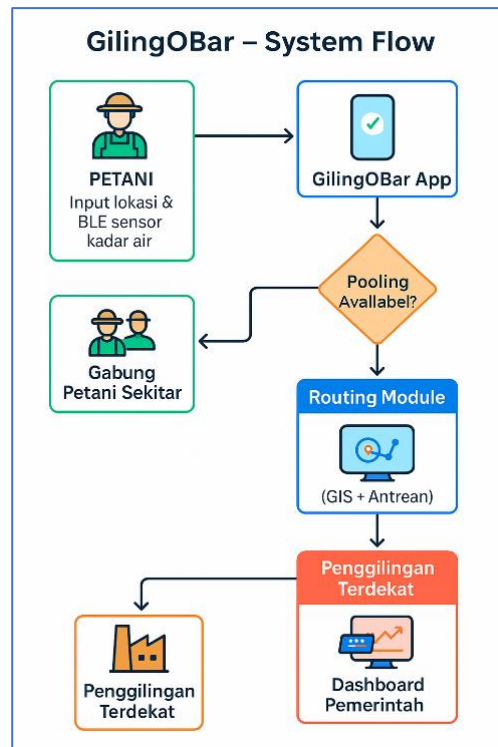 GilingOBar – System Flow
PETANI
Input lokasi &
BLE sensor
kadar air
GilingOBar App
Pooling
Avallabel?
Gabung
Petani Sekitar
Routing Module
(GIS + Antrean)
Penggilingan
Terdekat
Penggilingan
Terdekat
Dashboard
Pemerintah